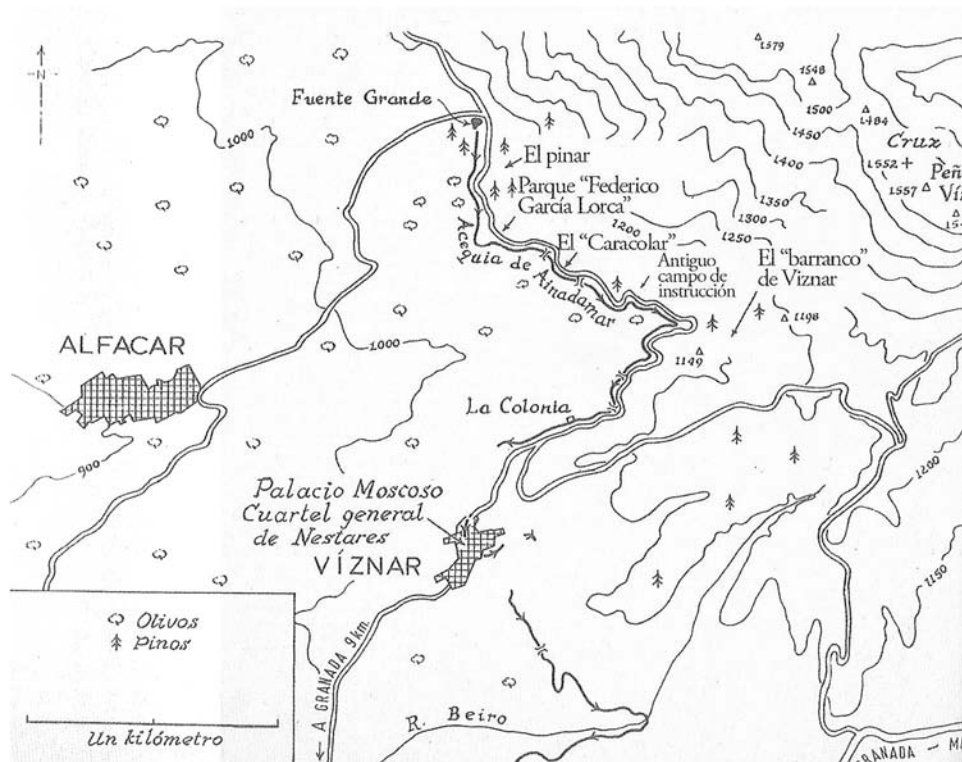 N
1579
1548
1500
1484
1450
1400
Cruz
1552
1557
1350
1300
1250
1200
Fuente Grande
1000
El pinar
Parque "Federico
García Lorca"
El "Caracolar"
Antiguo
campo de
instrucción
El "barranco"
de Viznar
Acequia de Ainadamar
1198
1149
1000
ALFACAR
900
La Colonia
Palacio Moscoso
Cuartel general
de Nestares
VÍZNAR
1200
1150
Olivos
Pinos
Un kilómetro
A GRANADA 9 km.
R. Beiro